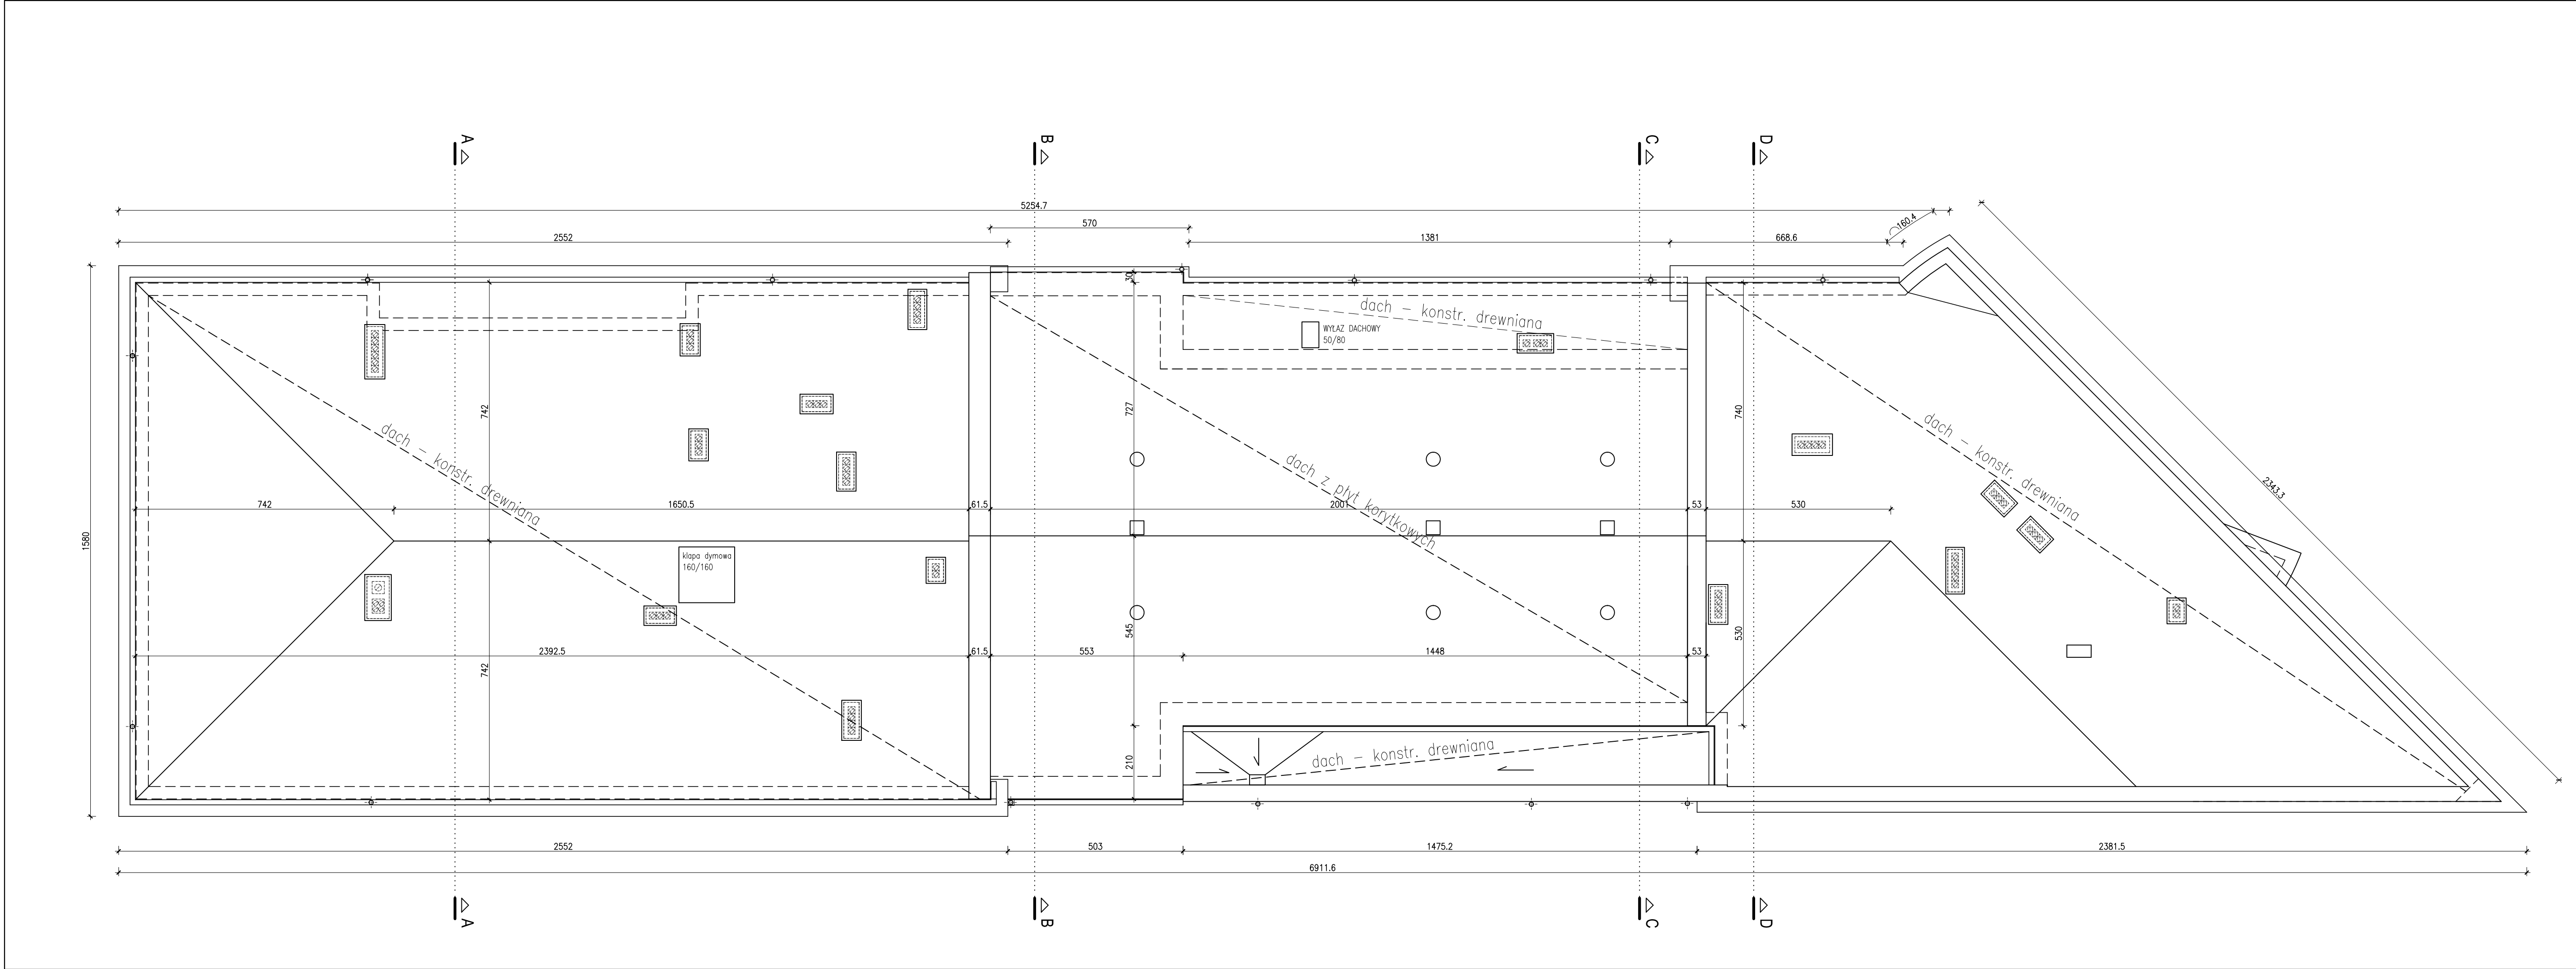 A
B
C
D
5254.7
570
160.4
2552
1381
668.6
30
dach - konstr. drewniana
WYŁAZ DACHOWY
50/80
742
727
740
dach - konstr. drewniana
dach z płyt korytkowych
dach - konstr. drewniana
2343.3
742
1650.5
61.5
2001
53
530
1580
klapa dymowa
160/160
545
530
2392.5
61.5
553
1448
53
742
210
dach - konstr. drewniana
2552
503
1475.2
2381.5
6911.6
A
B
C
D